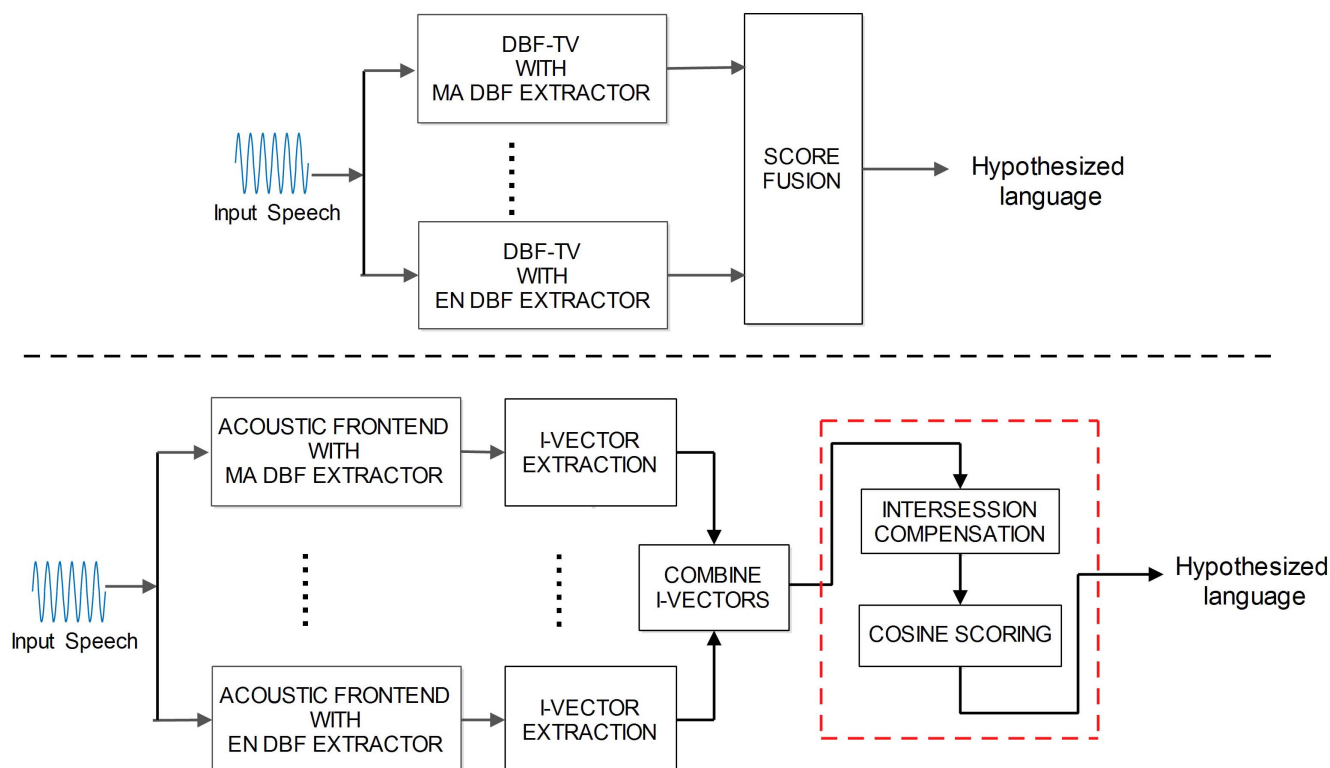 DBF-TV
WITH
MA DBF EXTRACTOR
Input Speech
SCORE
FUSION
Hypothesized
language
DBF-TV
WITH
EN DBF EXTRACTOR
ACOUSTIC FRONTEND
WITH
MA DBF EXTRACTOR
I-VECTOR
EXTRACTION
Input Speech
COMBINE
I-VECTORS
INTERSESSION
COMPENSATION
COSINE SCORING
Hypothesized
language
ACOUSTIC FRONTEND
WITH
EN DBF EXTRACTOR
I-VECTOR
EXTRACTION